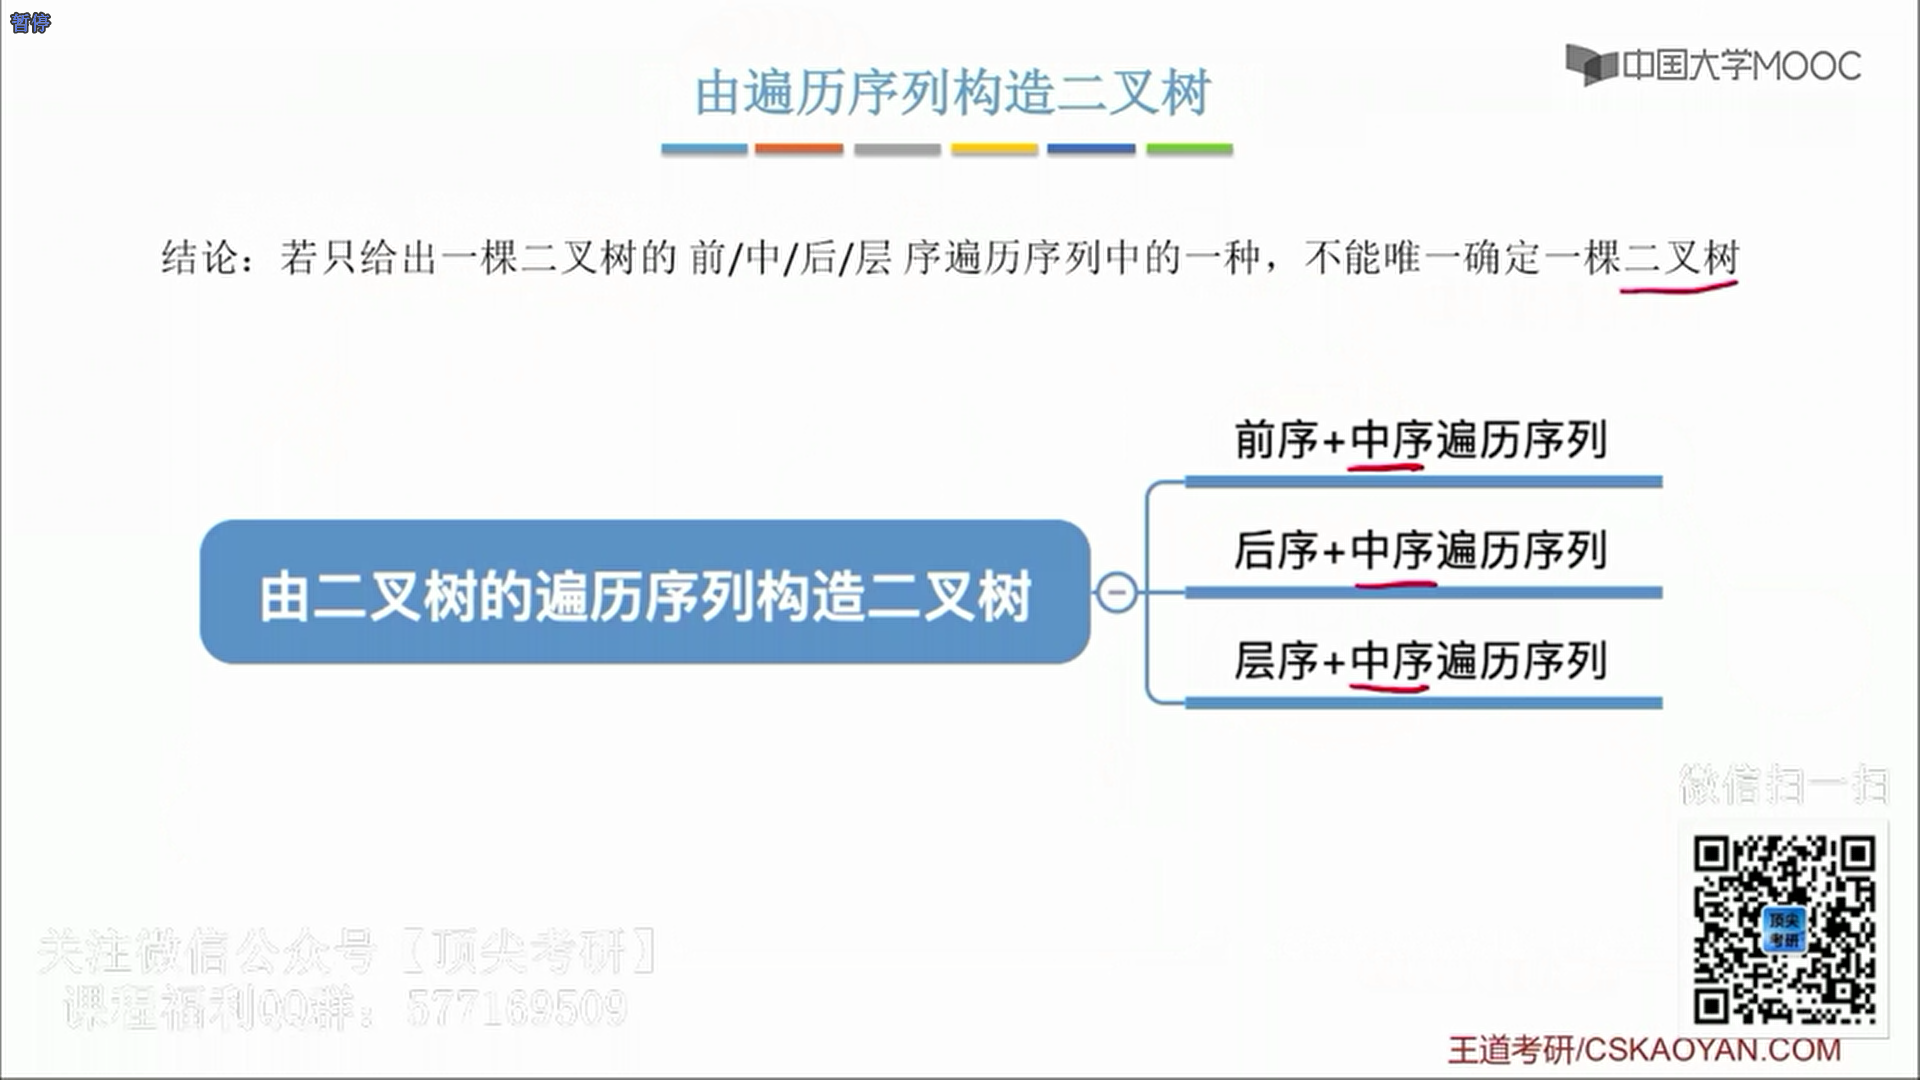 暂停
中国大学MOOC
由遍历序列构造二叉树
结论：若只给出一棵二叉树的 前/中/后/层 序遍历序列中的一种，不能唯一确定一棵二叉树
前序+中序遍历序列
后序+中序遍历序列
由二叉树的遍历序列构造二叉树
层序+中序遍历序列
微信扫一扫
顶尖
考研
关注微信公众号【顶尖考研】
课程福利QQ群：577169509
王道考研/CSKAOYAN.COM